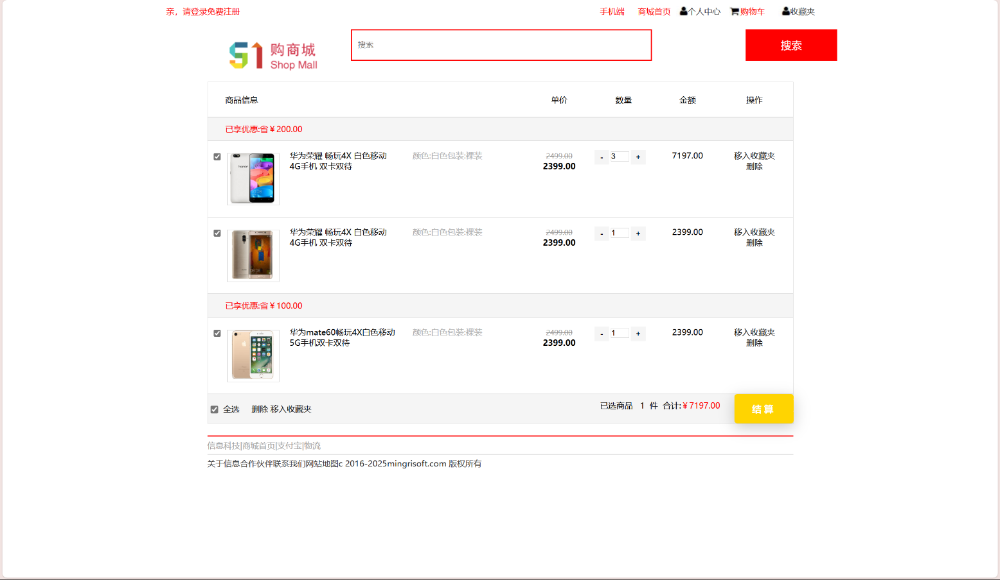 亲，请登录免费注册 手机端 商城首页 个人中心 购物车 收藏夹
购商城
Shop Mall
搜索 搜索
商品信息 单价 数量 金额 操作
已享优惠:省￥200.00
华为荣耀 畅玩4X 白色移动 颜色:白色包装:裸装 2499.00 - 3 + 7197.00 移入收藏夹
4G手机 双卡双待 2399.00 删除
honor
华为荣耀 畅玩4X 白色移动 颜色:白色包装:裸装 2499.00 - 1 + 2399.00 移入收藏夹
4G手机 双卡双待 2399.00 删除
已享优惠:省￥100.00
华为mate60畅玩4X白色移动 颜色:白色包装:裸装 2499.00 - 1 + 2399.00 移入收藏夹
5G手机双卡双待 2399.00 删除
全选 删除 移入收藏夹 已选商品 1 件 合计:￥7197.00 结 算
信息科技|商城首页|支付宝|物流
关于信息合作伙伴联系我们网站地图c 2016-2025mingrisoft.com 版权所有